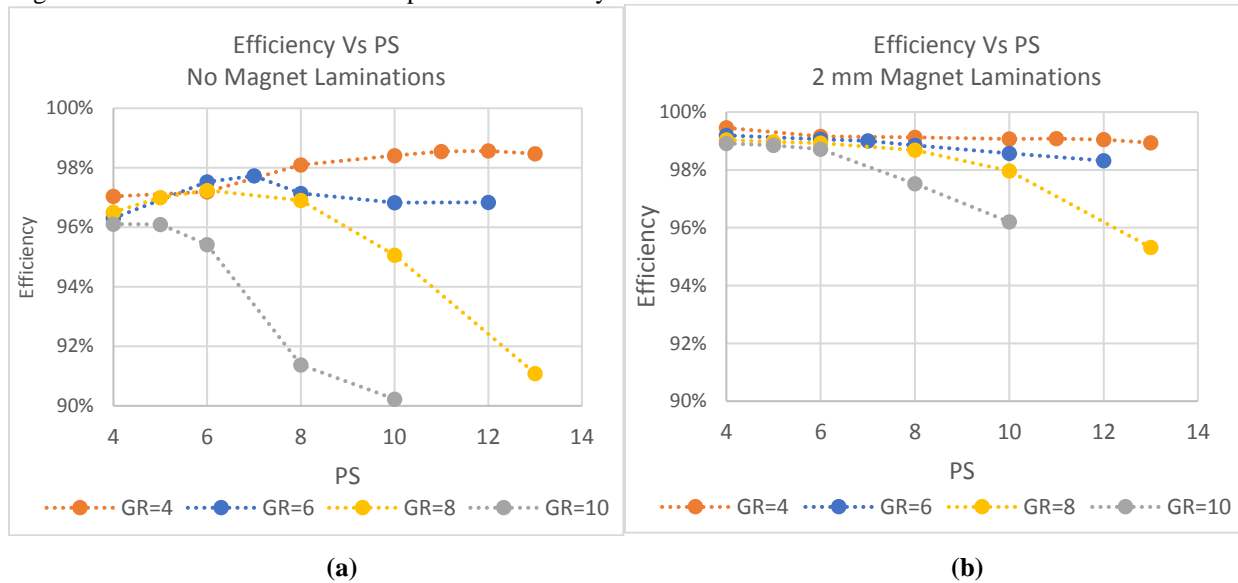 Efficiency Vs PS
No Magnet Laminations
100%
98%
96%
94%
92%
90%
Efficiency
4 6 8 10 12 14
PS
GR=4 GR=6 GR=8 GR=10
(a)
Efficiency Vs PS
2 mm Magnet Laminations
100%
98%
96%
94%
92%
90%
Efficiency
4 6 8 10 12 14
PS
GR=4 GR=6 GR=8 GR=10
(b)